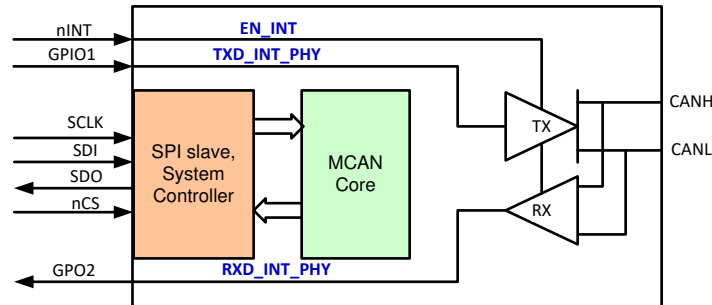 nINT EN_INT
GPIO1 TXD_INT_PHY
CANH
TX
SCLK
SPI slave,
System
Controller
MCAN
Core
CANL
SDI
SDO
nCS
RX
GPO2 RXD_INT_PHY